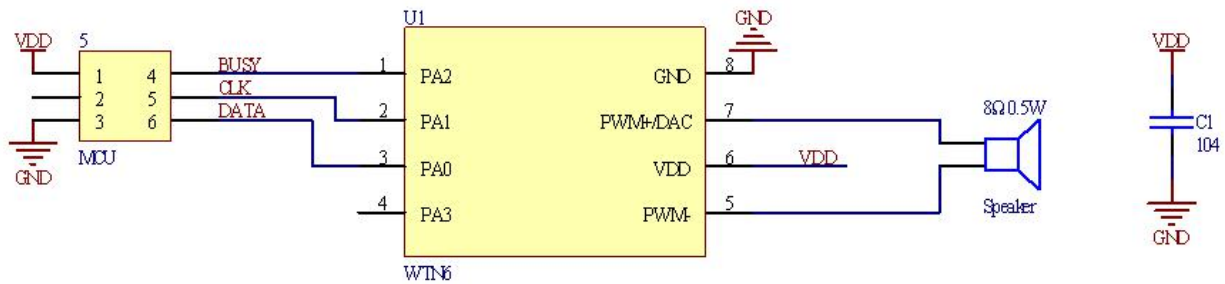 VDD
5
1 4
2 5
3 6
MCU
GND
BUSY
CLK
DATA
U1
1 PA2
2 PA1
3 PA0
4 PA3
GND 8
PWM+/DAC 7
VDD 6
PWM- 5
WTN6
GND
VDD
8Ω 0.5W
Speaker
VDD
C1
104
GND